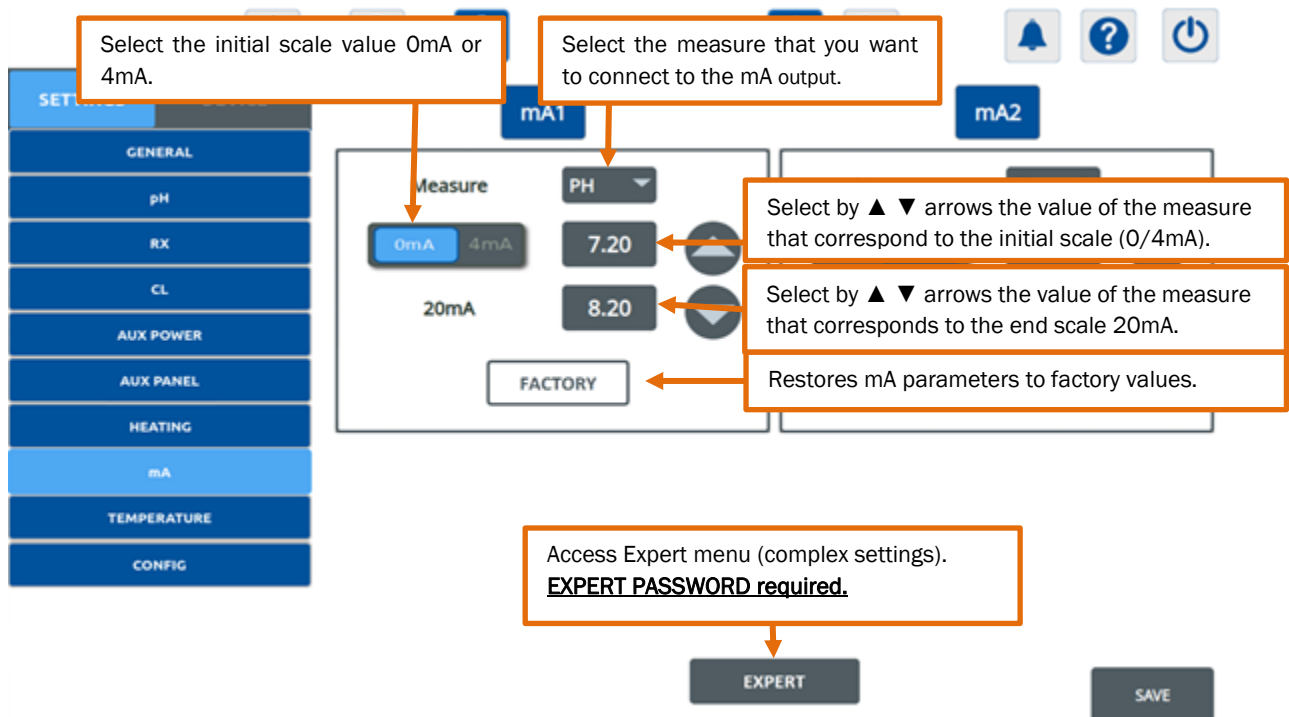 Select the initial scale value 0mA or
4mA.
Select the measure that you want
to connect to the mA output.
mA1
mA2
GENERAL
pH
RX
CL
AUX POWER
AUX PANEL
HEATING
mA
TEMPERATURE
CONFIG
Measure
PH
0mA 4mA
7.20
20mA
8.20
FACTORY
Select by ▲ ▼ arrows the value of the measure
that correspond to the initial scale (0/4mA).
Select by ▲ ▼ arrows the value of the measure
that corresponds to the end scale 20mA.
Restores mA parameters to factory values.
Access Expert menu (complex settings).
EXPERT PASSWORD required.
EXPERT
SAVE